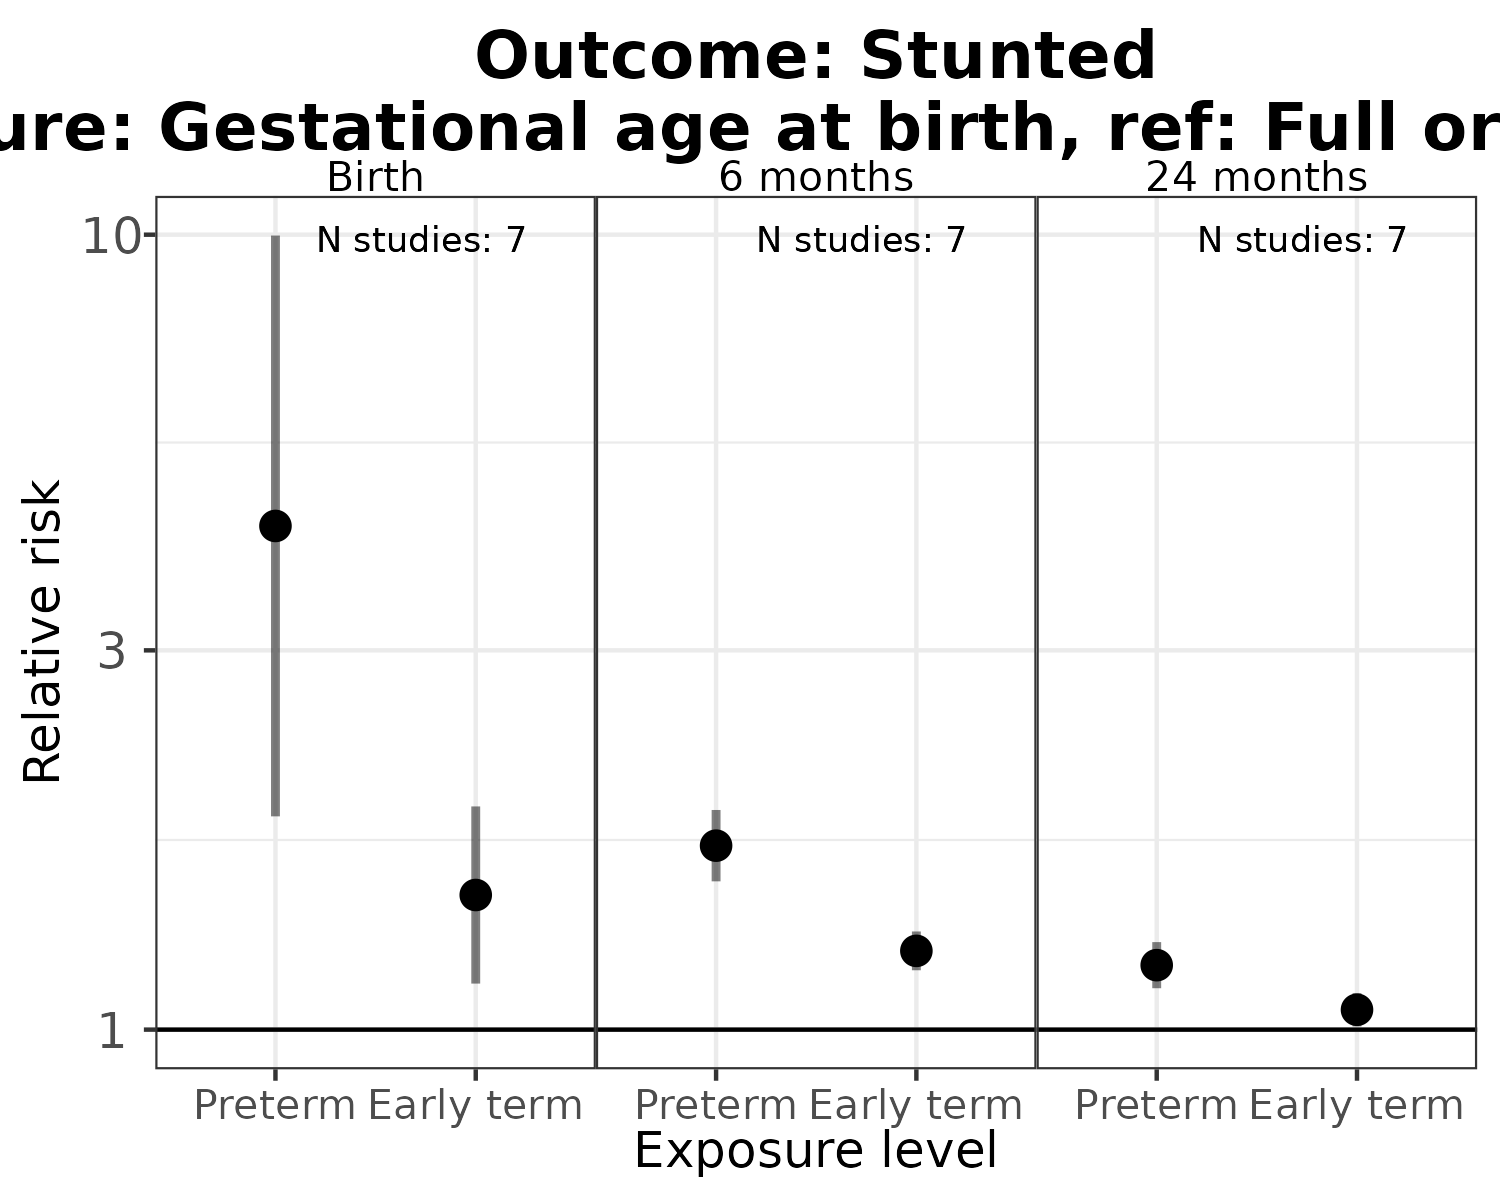 Outcome: Stunted
ure: Gestational age at birth, ref: Full or
Birth
6 months
24 months
10
N studies: 7
N studies: 7
N studies: 7
3
1
Relative risk
Preterm Early term
Preterm Early term
Preterm Early term
Exposure level